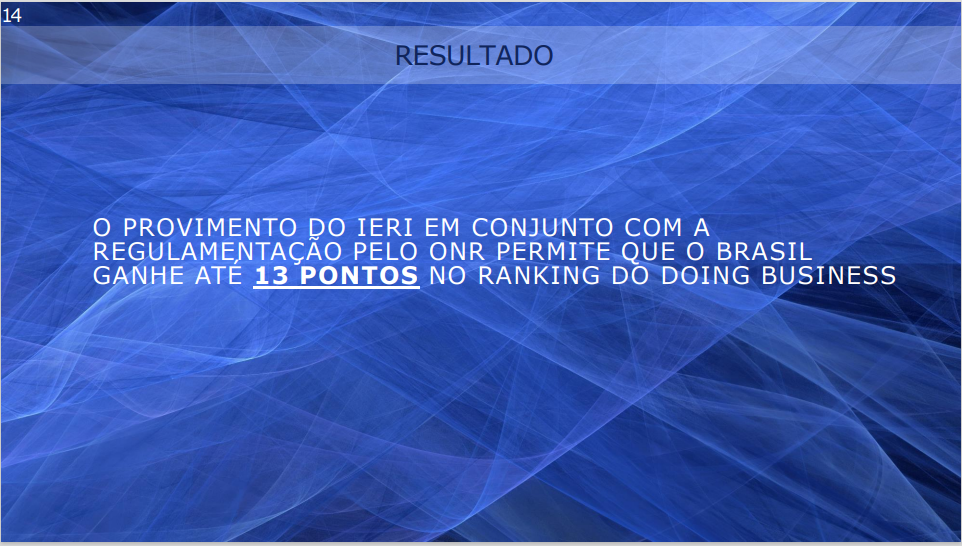 14
RESULTADO
O PROVIMENTO DO IERI EM CONJUNTO COM A
REGULAMENTAÇÃO PELO ONR PERMITE QUE O BRASIL
GANHE ATÉ 13 PONTOS NO RANKING DO DOING BUSINESS